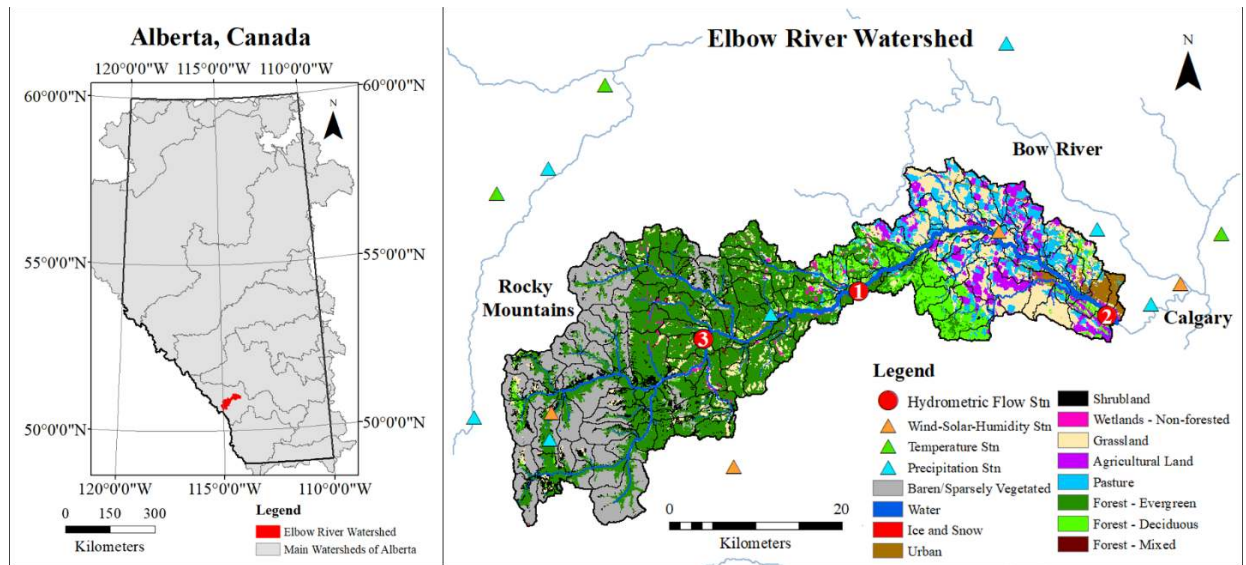 Alberta, Canada
120°0'0"W 115°0'0"W 110°0'0"W
60°0'0"N
60°0'0"N
N
55°0'0"N
55°0'0"N
50°0'0"N
50°0'0"N
120°0'0"W 115°0'0"W 110°0'0"W
0 150 300
Kilometers
Legend
Elbow River Watershed
Main Watersheds of Alberta
Elbow River Watershed
N
Bow River
Rocky
Mountains
1
2
3
Calgary
0 20
Kilometers
Legend
Hydrometric Flow Stn
Wind-Solar-Humidity Stn
Temperature Stn
Precipitation Stn
Baren/Sparsely Vegetated
Water
Ice and Snow
Urban
Shrubland
Wetlands - Non-forested
Grassland
Agricultural Land
Pasture
Forest - Evergreen
Forest - Deciduous
Forest - Mixed